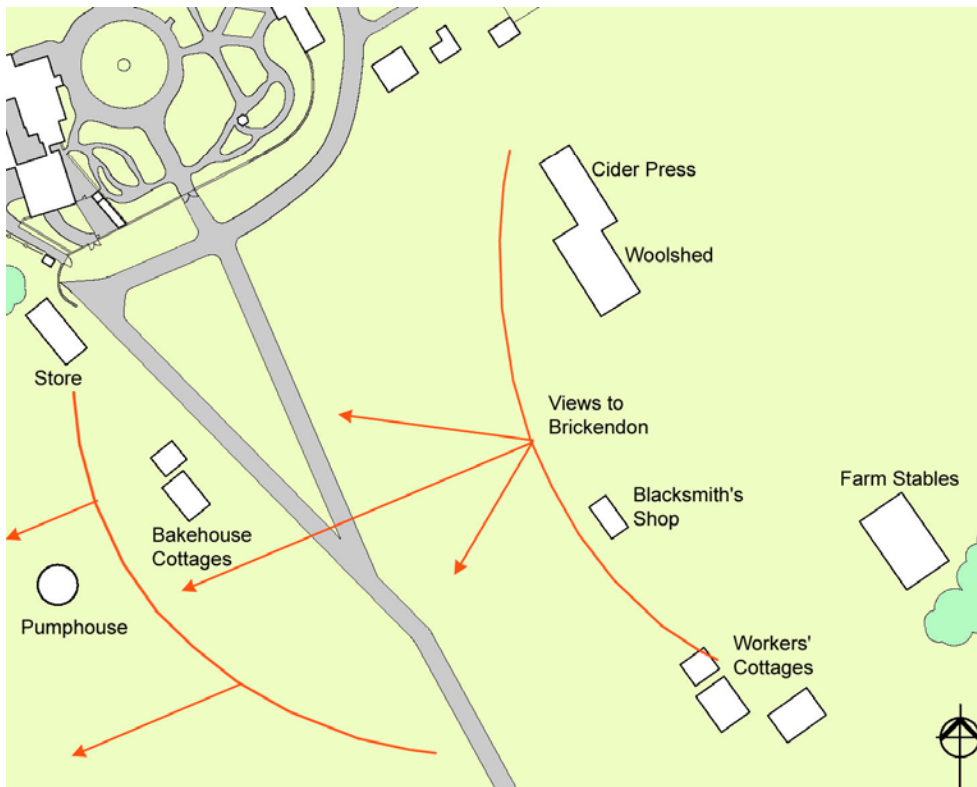 Cider Press
Woolshed
Store
Views to
Brickendon
Farm Stables
Blacksmith's
Shop
Bakehouse
Cottages
Pumphouse
Workers'
Cottages